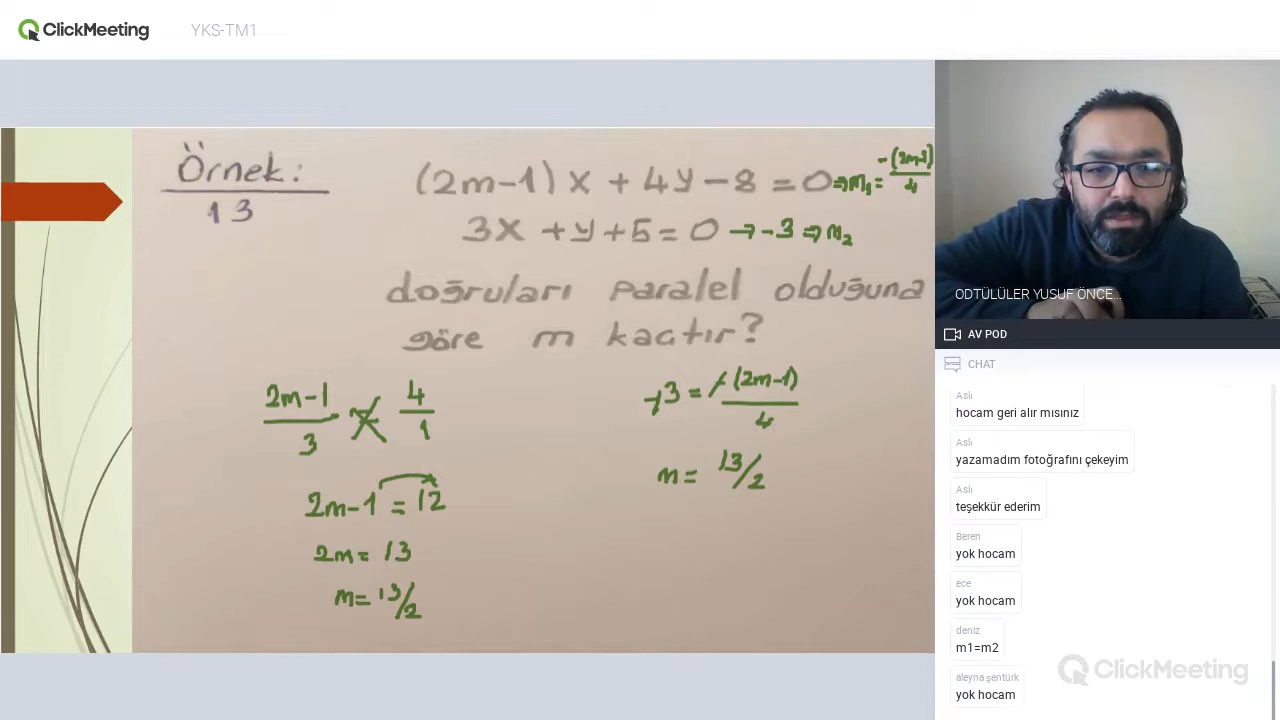 ClickMeeting
YKS-TM1
Örnek:
13
(2m-1)x + 4y - 8 = 0 ⇒ m₁ = -(2m-1)/4
3x + y + 5 = 0 → -3 ⇒ m₂
doğruları paralel olduğuna
göre m kaçtır?
2m-1/3 4/1
2m-1 = 12
2m = 13
m = 13/2
-3 = -(2m-1)/4
m = 13/2
ODTÜLÜLER YUSUF ÖNCE...
AV POD
CHAT
Aslı
hocam geri alır mısınız
Aslı
yazamadım fotoğrafını çekeyim
Aslı
teşekkür ederim
Beren
yok hocam
ece
yok hocam
deniz
m1=m2
aleyna şentürk
yok hocam
ClickMeeting